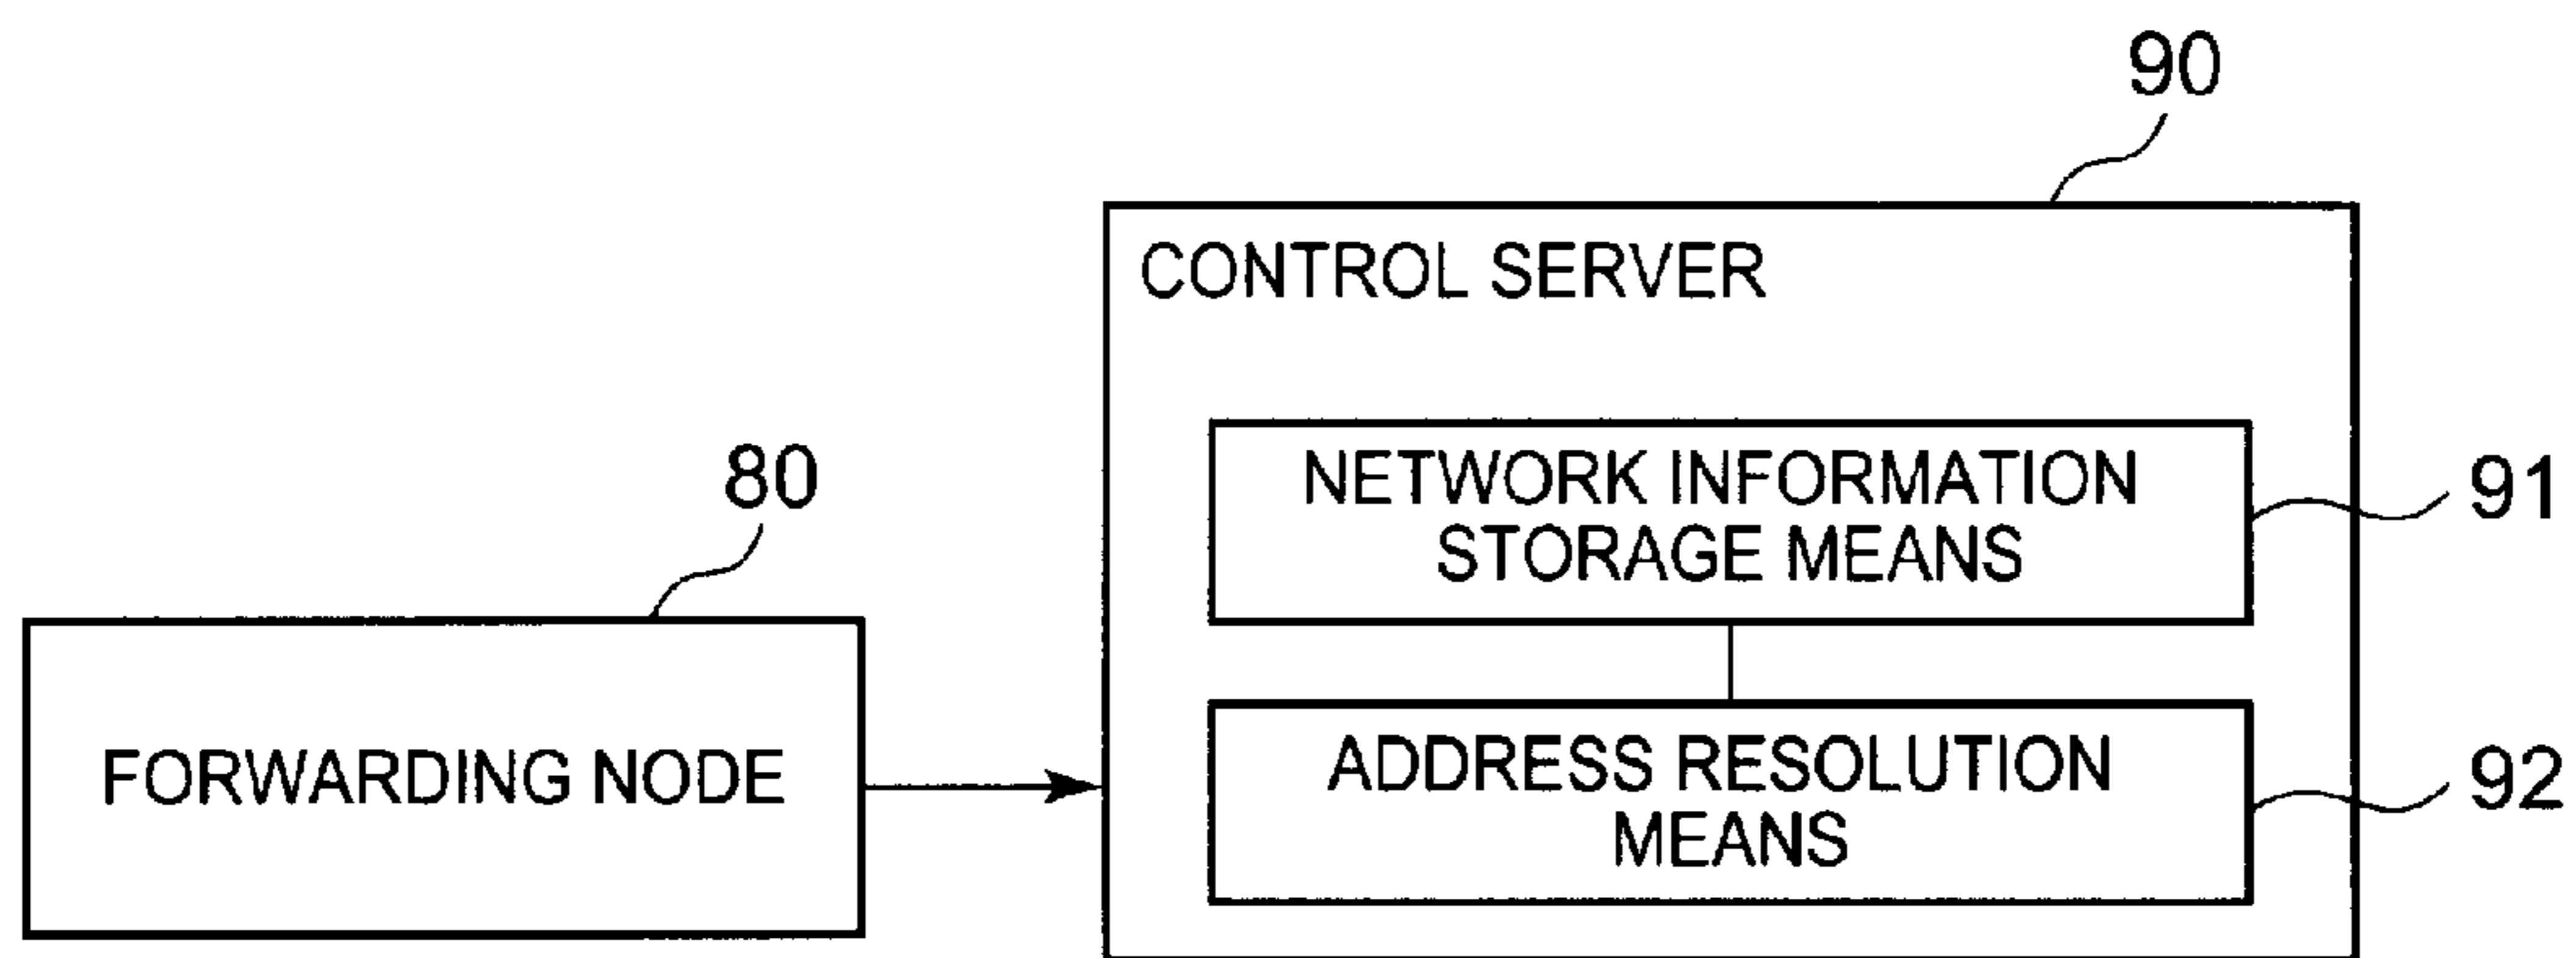 90
CONTROL SERVER
NETWORK INFORMATION
STORAGE MEANS
91
80
FORWARDING NODE
ADDRESS RESOLUTION
MEANS
92